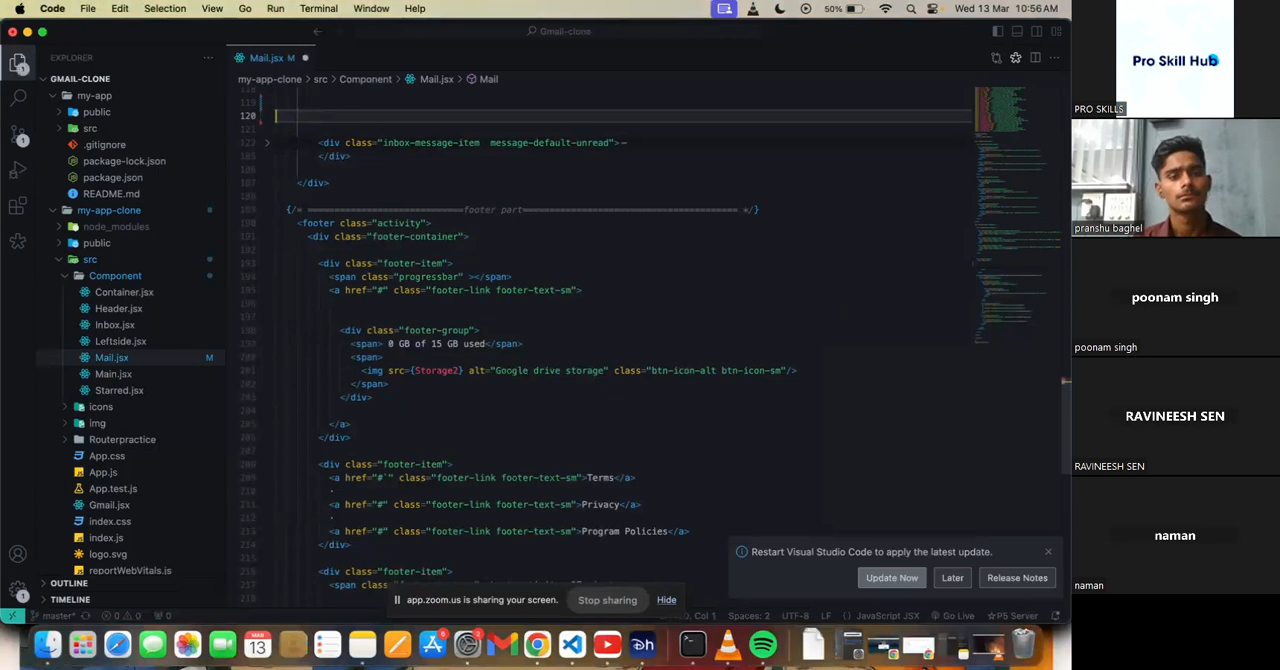 Code File Edit Selection View Go Run Terminal Window Help
50% Wed 13 Mar 10:56 AM
Gmail-clone
EXPLORER
GMAIL-CLONE
my-app
public
src
.gitignore
package-lock.json
package.json
README.md
my-app-clone
node_modules
public
src
Component
Container.jsx
Header.jsx
Inbox.jsx
Leftside.jsx
Mail.jsx M
Main.jsx
Starred.jsx
icons
img
Routerpractice
App.css
App.js
App.test.js
Gmail.jsx
index.css
index.js
logo.svg
reportWebVitals.js
OUTLINE
TIMELINE
Mail.jsx M
my-app-clone > src > Component > Mail.jsx > Mail
119
120
121
<div class="inbox-message-item message-default-unread">
</div>
</div>
{/* footer part */}
<footer class="activity">
<div class="footer-container">
<div class="footer-item">
<span class="progressbar" ></span>
<a href="#" class="footer-link footer-text-sm">
<div class="footer-group">
<span> 0 GB of 15 GB used</span>
<span>
<img src={Storage2} alt="Google drive storage" class="btn-icon-alt btn-icon-sm"/>
</span>
</div>
</a>
</div>
<div class="footer-item">
<a href="#`" class="footer-link footer-text-sm">Terms</a>
·
<a href="#" class="footer-link footer-text-sm">Privacy</a>
·
<a href="#" class="footer-link footer-text-sm">Program Policies</a>
</div>
<div class="footer-item">
<span class=
Restart Visual Studio Code to apply the latest update.
Update Now Later Release Notes
app.zoom.us is sharing your screen. Stop sharing Hide
master* 0 0 0 Col 1 Spaces: 2 UTF-8 LF JavaScript JSX Go Live P5 Server
Pro Skill Hub
PRO SKILLS
pranshu baghel
poonam singh
poonam singh
RAVINEESH SEN
RAVINEESH SEN
naman
naman